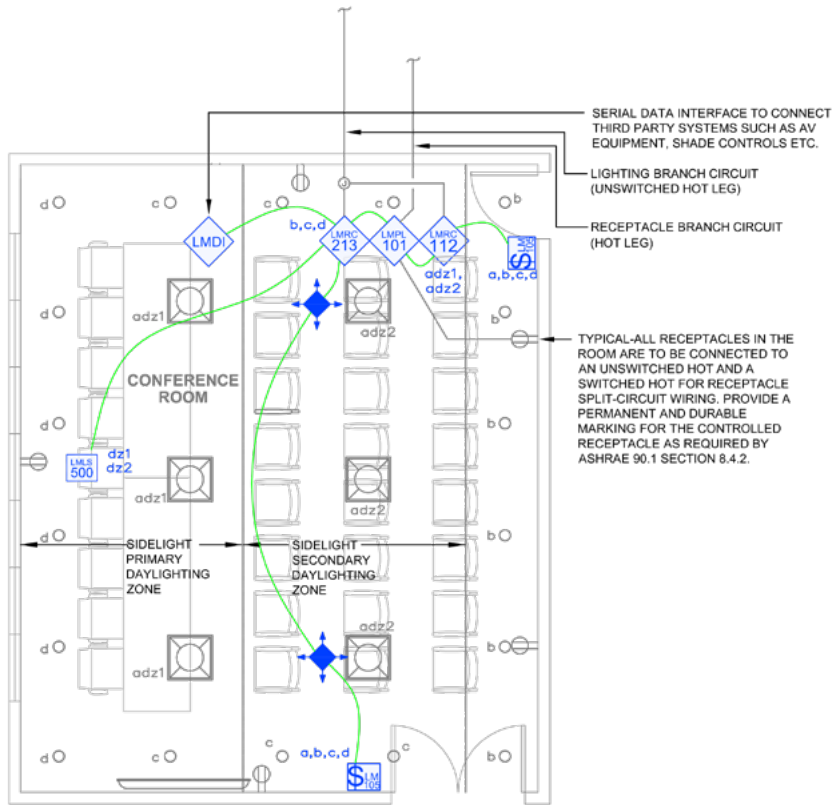 SERIAL DATA INTERFACE TO CONNECT
THIRD PARTY SYSTEMS SUCH AS AV
EQUIPMENT, SHADE CONTROLS ETC.
LIGHTING BRANCH CIRCUIT
(UNSWITCHED HOT LEG)
RECEPTACLE BRANCH CIRCUIT
(HOT LEG)
TYPICAL-ALL RECEPTACLES IN THE
ROOM ARE TO BE CONNECTED TO
AN UNSWITCHED HOT AND A
SWITCHED HOT FOR RECEPTACLE
SPLIT-CIRCUIT WIRING. PROVIDE A
PERMANENT AND DURABLE
MARKING FOR THE CONTROLLED
RECEPTACLE AS REQUIRED BY
ASHRAE 90.1 SECTION 8.4.2.
d
c
c
J
b
b,c,d
LMDI
LMRC
213
LMPL
101
LMRC
112
$
LM
105
a,b,c,d
adz1,
adz2
d
adz1
adz2
b
CONFERENCE
ROOM
d
b
LMLS
500
dz1
dz2
adz1
adz2
d
b
SIDELIGHT
PRIMARY
DAYLIGHTING
ZONE
SIDELIGHT
SECONDARY
DAYLIGHTING
ZONE
d
adz1
adz2
b
d
c
c
c
b
a,b,c,d
$
LM
105